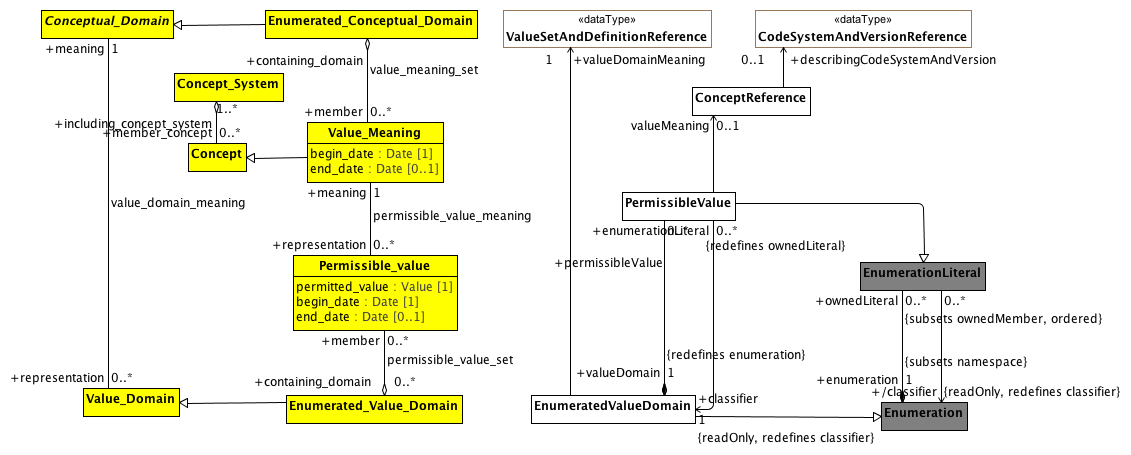 Conceptual_Domain
Enumerated_Conceptual_Domain
+meaning 1
+containing_domain
value_meaning_set
Concept_System
1..*
+including_concept_system
+member_concept 0..*
+member 0..*
Concept
Value_Meaning
begin_date : Date [1]
end_date : Date [0..1]
+meaning 1
value_domain_meaning
permissible_value_meaning
+representation 0..*
Permissible_value
permitted_value : Value [1]
begin_date : Date [1]
end_date : Date [0..1]
+member 0..*
permissible_value_set
+representation 0..*
+containing_domain 0..*
Value_Domain
Enumerated_Value_Domain
«dataType»
ValueSetAndDefinitionReference
«dataType»
CodeSystemAndVersionReference
1 +valueDomainMeaning
0..1 +describingCodeSystemAndVersion
ConceptReference
valueMeaning 0..1
PermissibleValue
+enumerationLiteral 0..*
0..*
{redefines ownedLiteral}
+permissibleValue
EnumerationLiteral
+ownedLiteral 0..* 0..*
{subsets ownedMember, ordered}
{redefines enumeration}
{subsets namespace}
+valueDomain 1
+enumeration 1
+classifier
+/classifier {readOnly, redefines classifier}
EnumeratedValueDomain
Enumeration
1
{readOnly, redefines classifier}